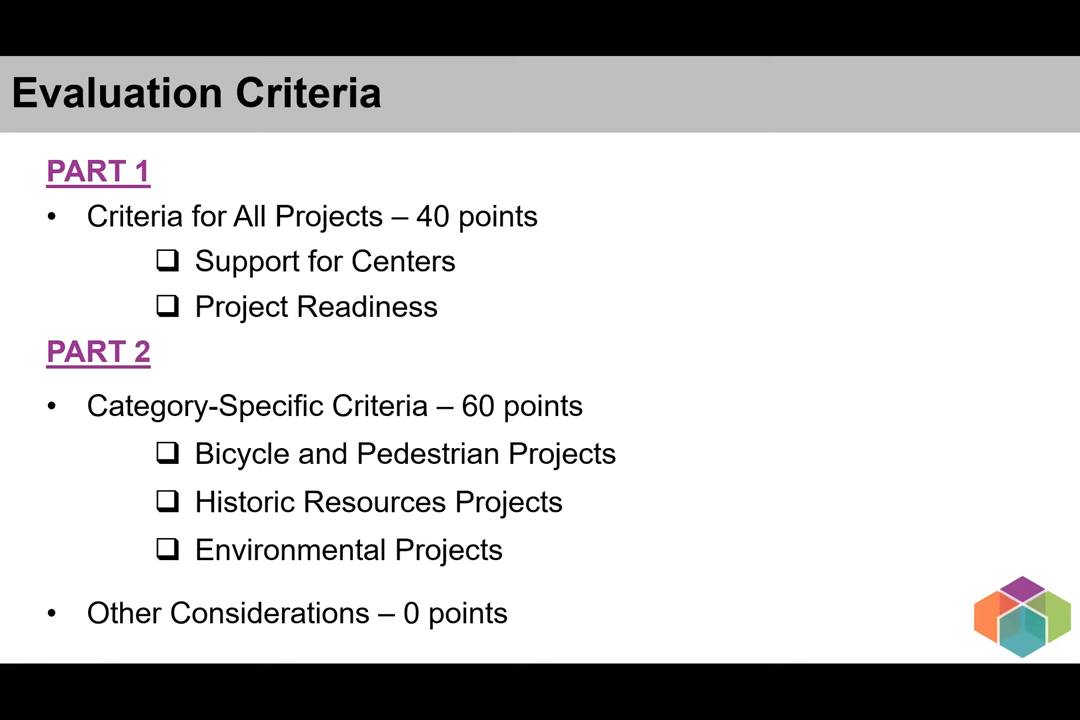 Evaluation Criteria
PART 1
• Criteria for All Projects – 40 points
❑ Support for Centers
❑ Project Readiness
PART 2
• Category-Specific Criteria – 60 points
❑ Bicycle and Pedestrian Projects
❑ Historic Resources Projects
❑ Environmental Projects
• Other Considerations – 0 points